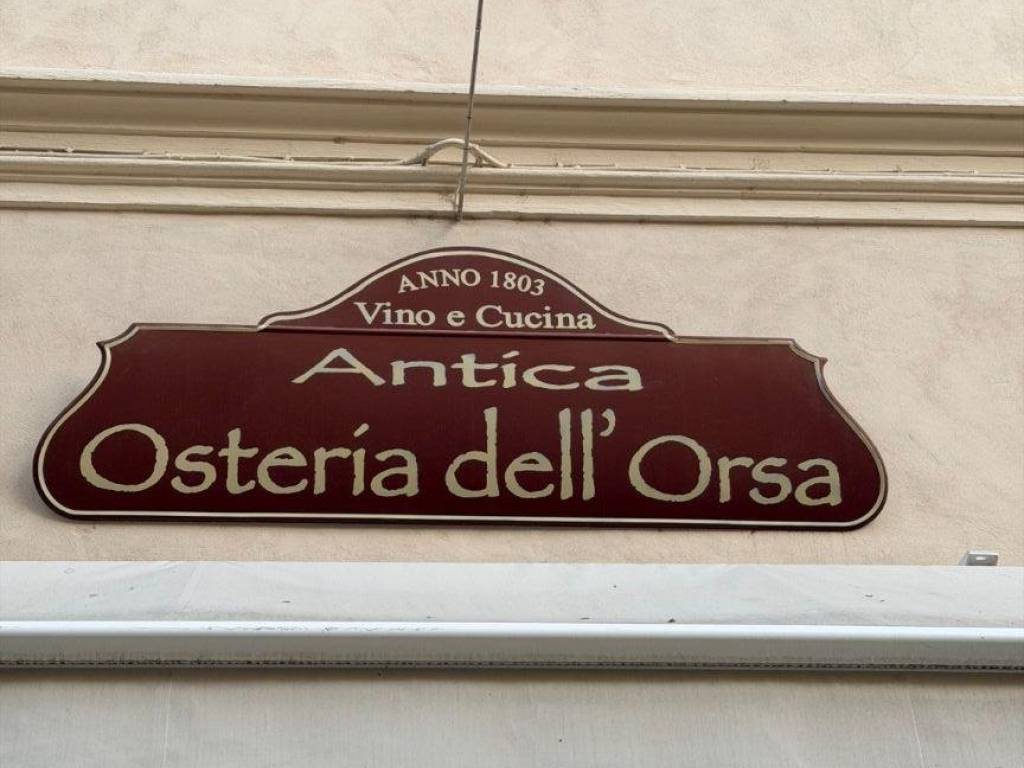 ANNO 1803
Vino e Cucina
Antica
Osteria dell'Orsa